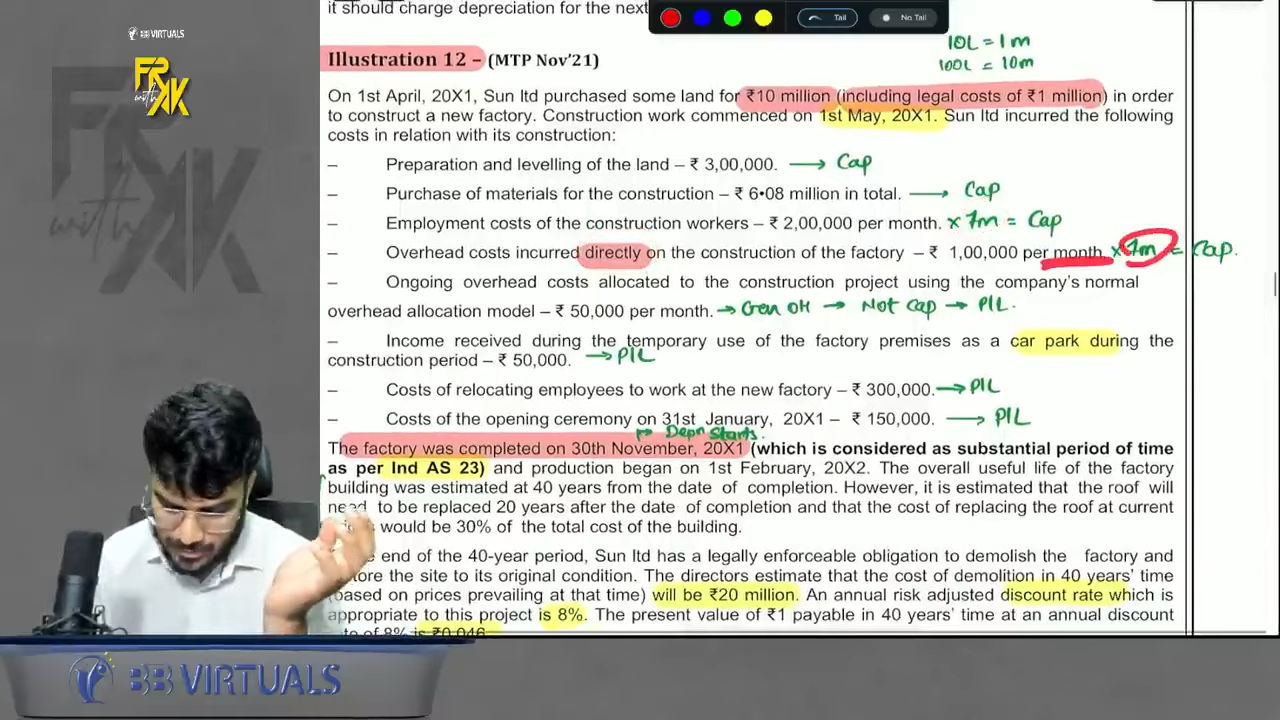 it should charge depreciation for the next
Tail
No Tail
BB VIRTUALS
FR
with
AK
10L = 1m
100L = 10m
Illustration 12 – (MTP Nov'21)
On 1st April, 20X1, Sun ltd purchased some land for ₹10 million (including legal costs of ₹1 million) in order
to construct a new factory. Construction work commenced on 1st May, 20X1. Sun ltd incurred the following
costs in relation with its construction:
– Preparation and levelling of the land – ₹ 3,00,000. → Cap
– Purchase of materials for the construction – ₹ 6•08 million in total. → Cap
– Employment costs of the construction workers – ₹ 2,00,000 per month. x 7m = Cap
– Overhead costs incurred directly on the construction of the factory – ₹ 1,00,000 per month. x 7m = Cap.
– Ongoing overhead costs allocated to the construction project using the company's normal
overhead allocation model – ₹ 50,000 per month. → Gen OH → Not Cap → P/L.
– Income received during the temporary use of the factory premises as a car park during the
construction period – ₹ 50,000. → P/L
– Costs of relocating employees to work at the new factory – ₹ 300,000. → P/L
– Costs of the opening ceremony on 31st January, 20X1 – ₹ 150,000. → P/L
→ Depn Starts.
The factory was completed on 30th November, 20X1 (which is considered as substantial period of time
as per Ind AS 23) and production began on 1st February, 20X2. The overall useful life of the factory
building was estimated at 40 years from the date of completion. However, it is estimated that the roof will
need to be replaced 20 years after the date of completion and that the cost of replacing the roof at current
would be 30% of the total cost of the building.
end of the 40-year period, Sun ltd has a legally enforceable obligation to demolish the factory and
the site to its original condition. The directors estimate that the cost of demolition in 40 years' time
(based on prices prevailing at that time) will be ₹20 million. An annual risk adjusted discount rate which is
appropriate to this project is 8%. The present value of ₹1 payable in 40 years' time at an annual discount
of 8% is ₹0.046
BB VIRTUALS